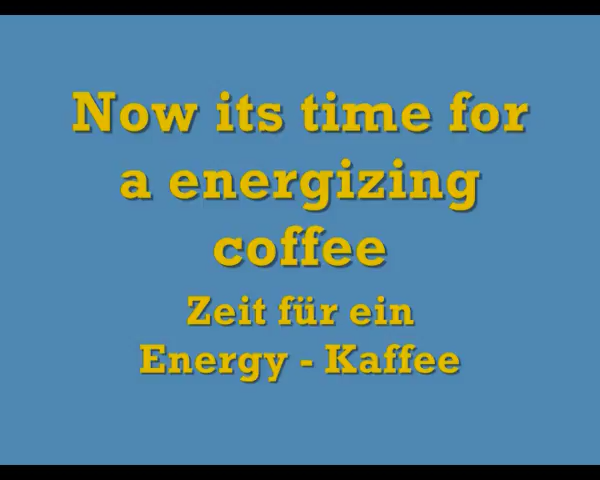 Now its time for
a energizing
coffee
Zeit für ein
Energy - Kaffee